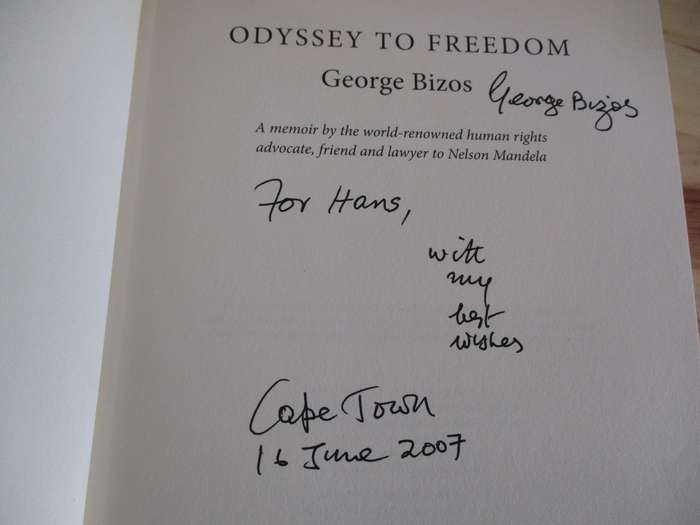 ODYSSEY TO FREEDOM
George Bizos George Bizos
A memoir by the world-renowned human rights
advocate, friend and lawyer to Nelson Mandela
For Hans,
with
my
best
wishes
Cape Town
16 June 2007